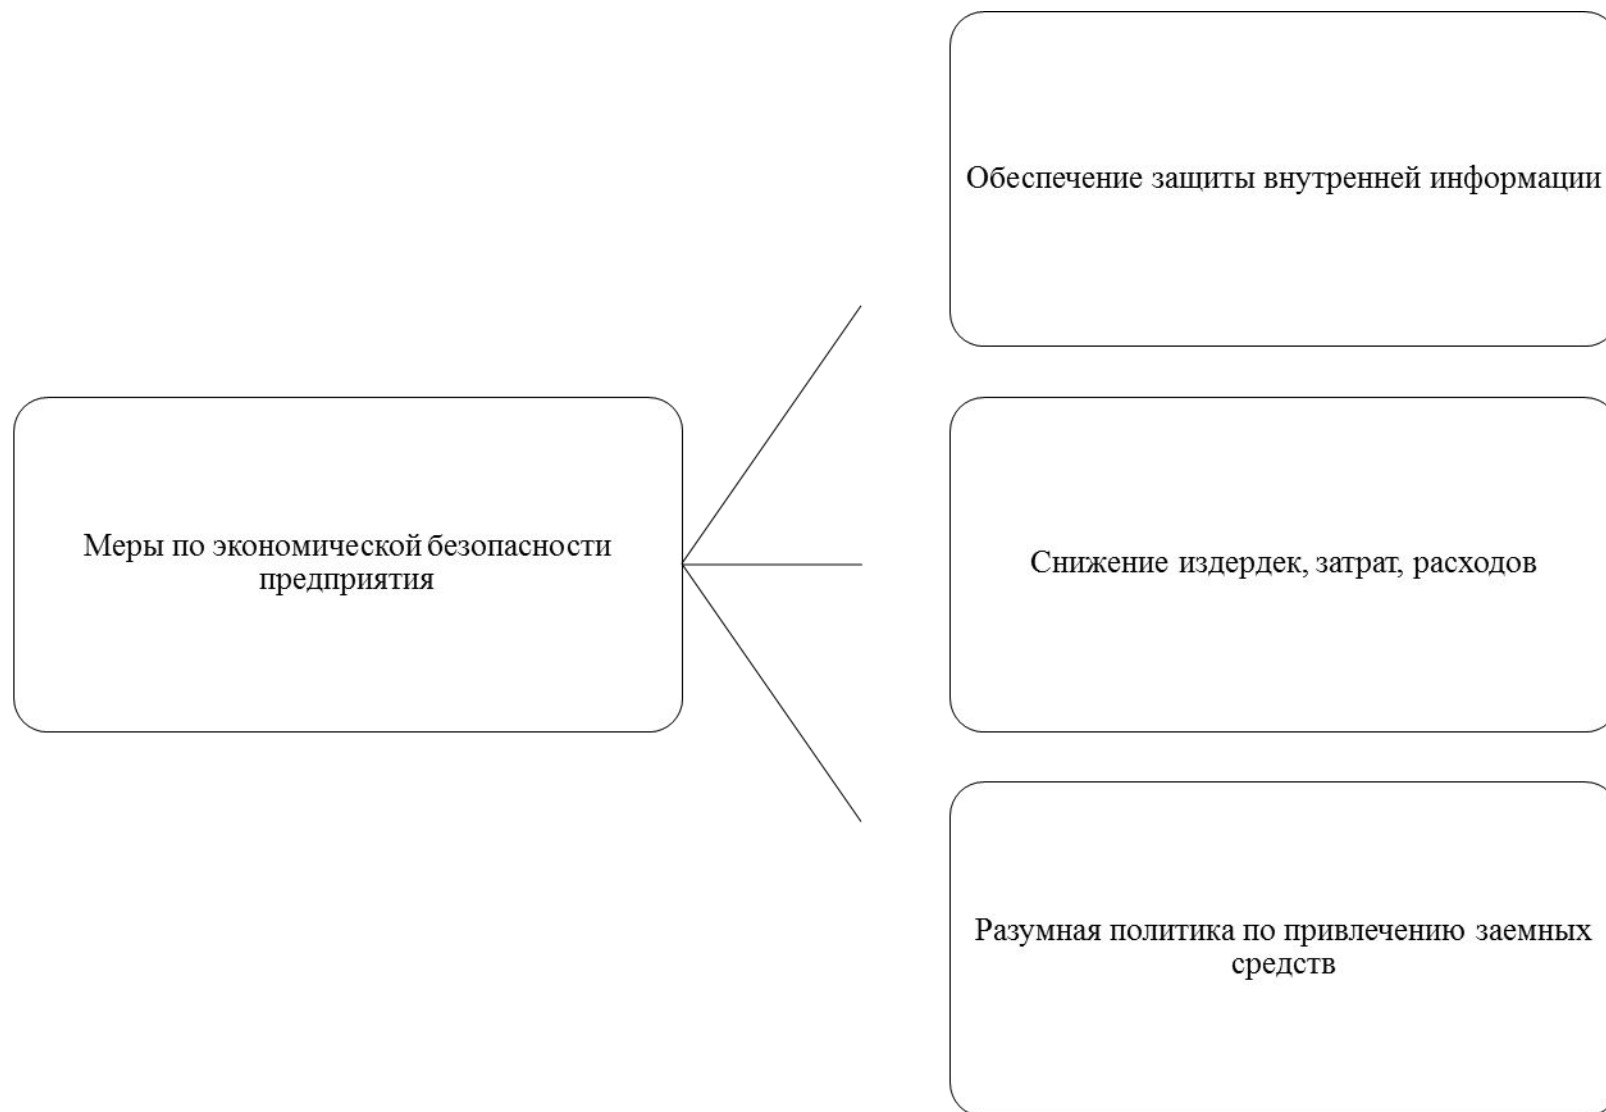 Обеспечение защиты внутренней информации
Меры по экономической безопасности
предприятия
Снижение издердек, затрат, расходов
Разумная политика по привлечению заемных
средств